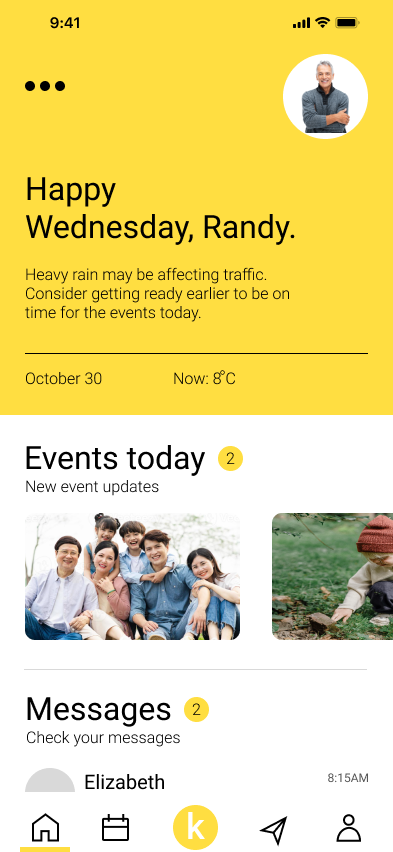 9:41
Happy
Wednesday, Randy.
Heavy rain may be affecting traffic.
Consider getting ready earlier to be on
time for the events today.
October 30
Now: 8°C
Events today
2
New event updates
Messages
2
Check your messages
Elizabeth
8:15AM
k